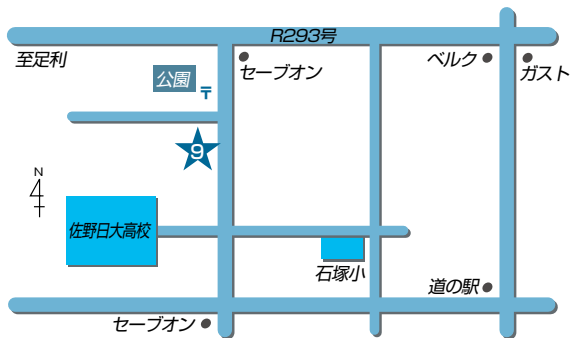 R293号
至足利
セーブオン
ベルク
ガスト
公園
〒
9
N
佐野日大高校
石塚小
道の駅
セーブオン